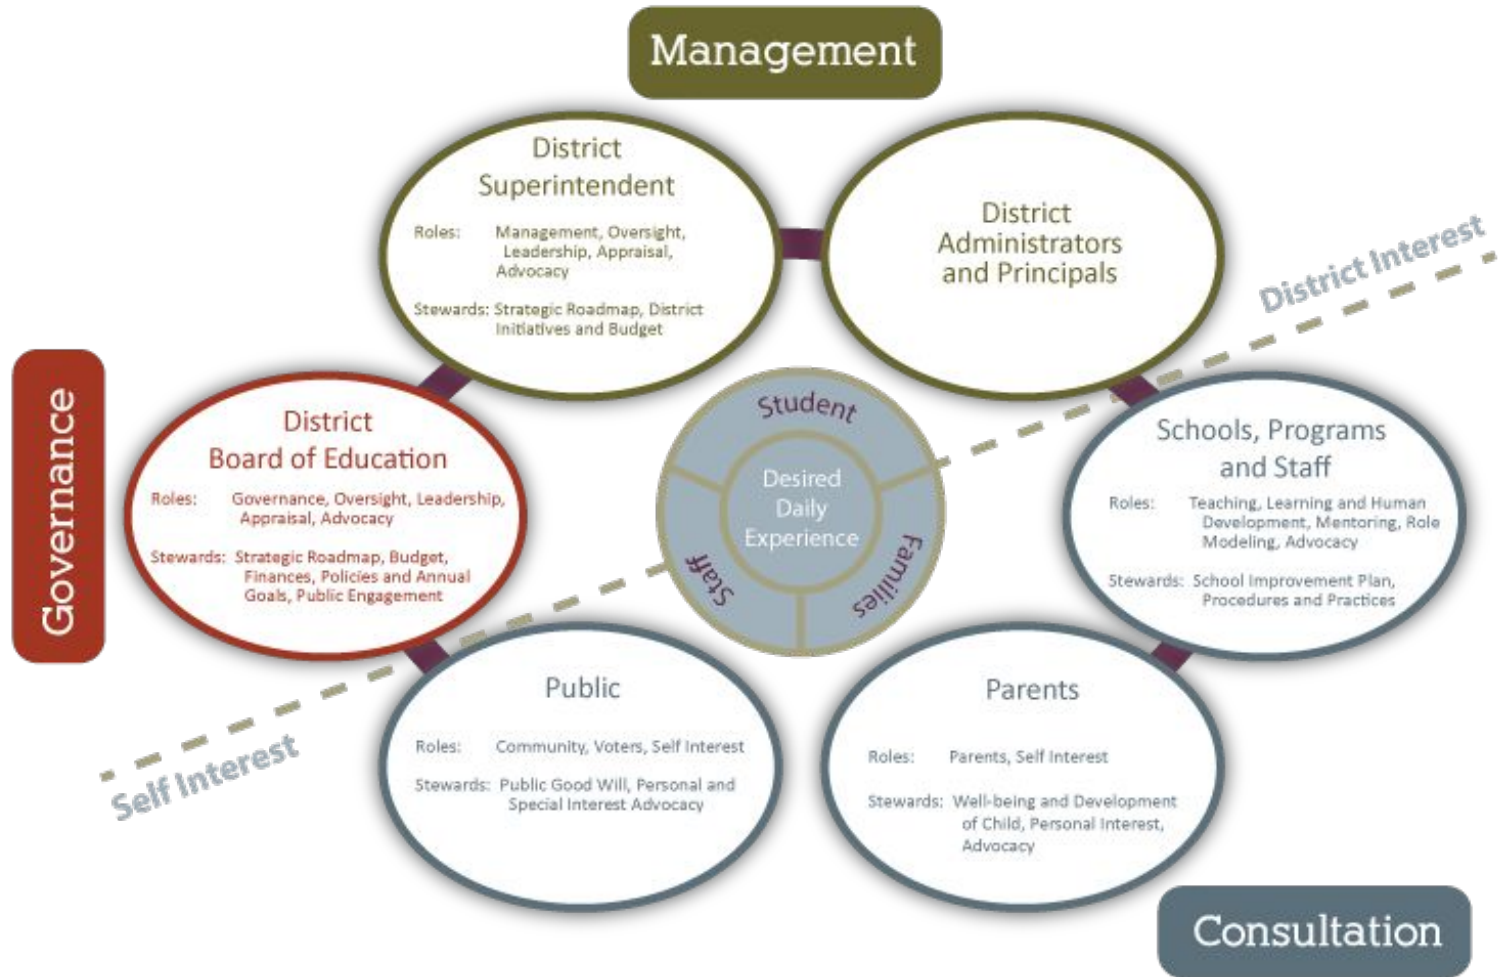 Management
District
Superintendent
Roles: Management, Oversight,
Leadership, Appraisal,
Advocacy
Stewards: Strategic Roadmap, District
Initiatives and Budget
District
Administrators
and Principals
District Interest
Governance
District
Board of Education
Roles: Governance, Oversight, Leadership,
Appraisal, Advocacy
Stewards: Strategic Roadmap, Budget,
Finances, Policies and Annual
Goals, Public Engagement
Student
Desired
Daily
Experience
Staff
Families
Schools, Programs
and Staff
Roles: Teaching, Learning and Human
Development, Mentoring, Role
Modeling, Advocacy
Stewards: School Improvement Plan,
Procedures and Practices
Self Interest
Public
Roles: Community, Voters, Self Interest
Stewards: Public Good Will, Personal and
Special Interest Advocacy
Parents
Roles: Parents, Self Interest
Stewards: Well-being and Development
of Child, Personal Interest,
Advocacy
Consultation